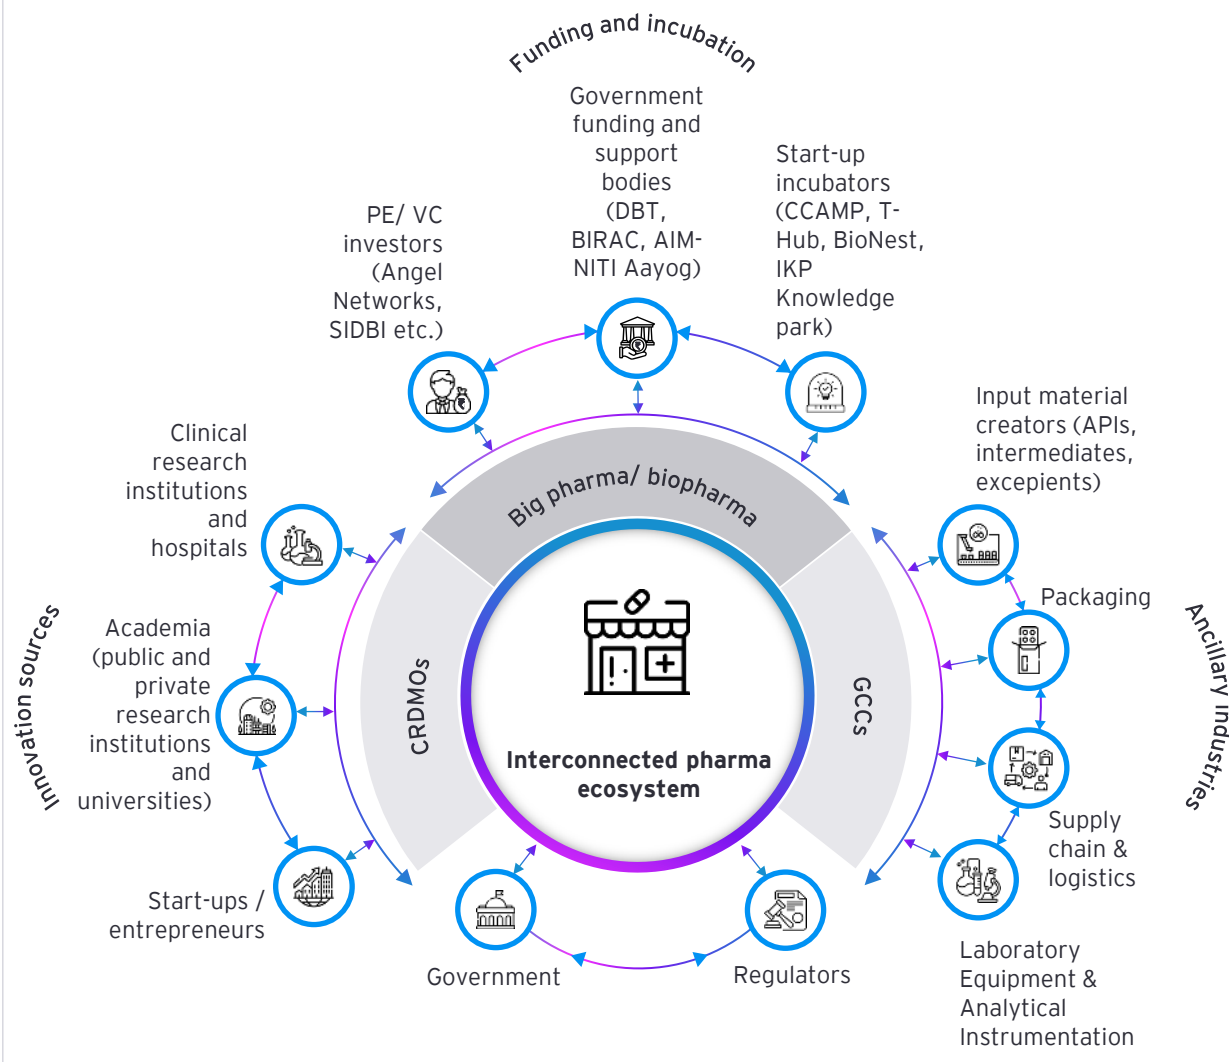 Funding and incubation
Government
funding and
support
bodies
(DBT,
BIRAC, AIM-
NITI Aayog)
Start-up
incubators
(CCAMP, T-
Hub, BioNest,
IKP
Knowledge
park)
PE/ VC
investors
(Angel
Networks,
SIDBI etc.)
Input material
creators (APIs,
intermediates,
excepients)
Clinical
research
institutions
and
hospitals
Big pharma/ biopharma
Packaging
Innovation sources
Academia
(public and
private
research
institutions
and
universities)
CRDMOs
GCCs
Ancillary industries
Interconnected pharma
ecosystem
Supply
chain &
logistics
Start-ups /
entrepreneurs
Government
Regulators
Laboratory
Equipment &
Analytical
Instrumentation